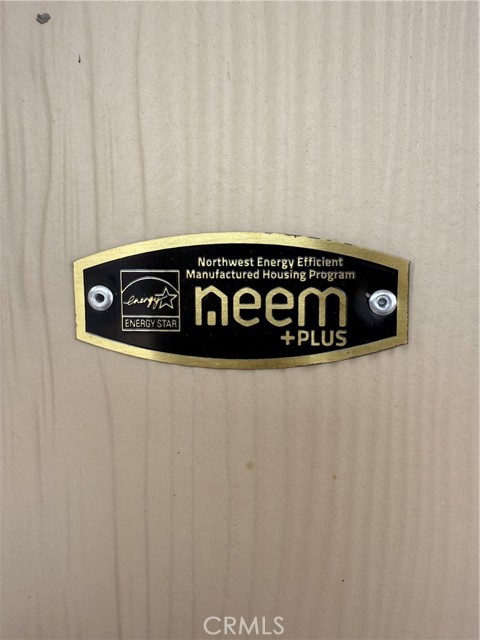 Northwest Energy Efficient
Manufactured Housing Program
energy
ENERGY STAR
neem
+PLUS
CRMLS